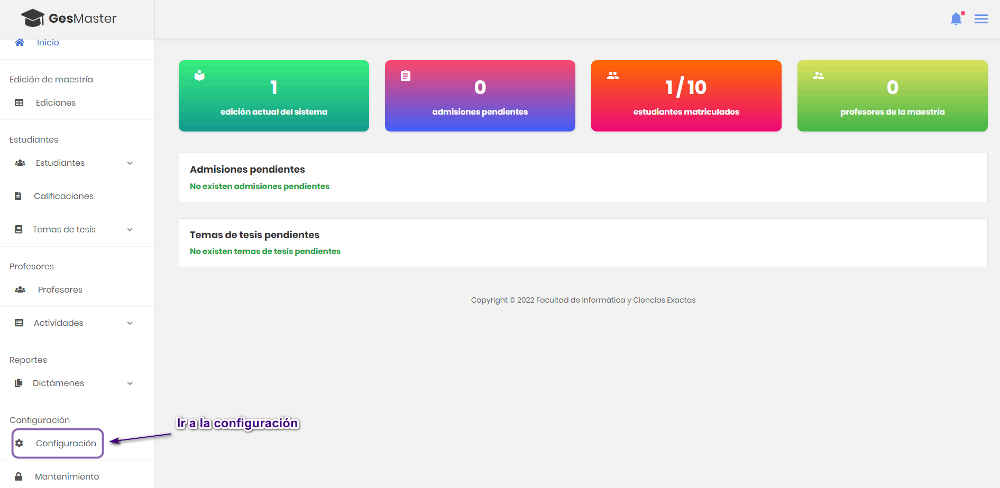 GesMaster
Inicio
Edición de maestría
Ediciones
Estudiantes
Estudiantes
Calificaciones
Temas de tesis
Profesores
Profesores
Actividades
Reportes
Dictámenes
Configuración
Configuración
Mantenimiento
1
edición actual del sistema
0
admisiones pendientes
1 / 10
estudiantes matriculados
0
profesores de la maestría
Admisiones pendientes
No existen admisiones pendientes
Temas de tesis pendientes
No existen temas de tesis pendientes
Copyright © 2022 Facultad de Informática y Ciencias Exactas
Ir a la configuración